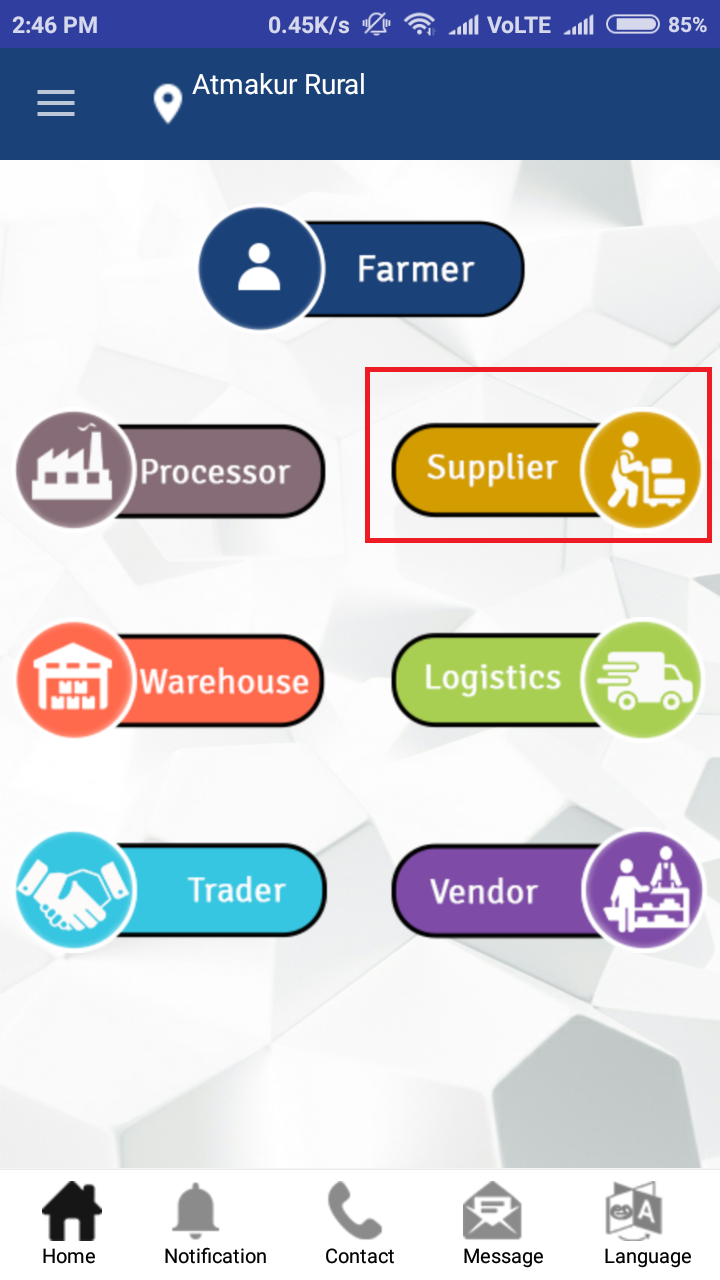 2:46 PM 0.45K/s VoLTE 85%
Atmakur Rural
Farmer
Processor Supplier
Warehouse Logistics
Trader Vendor
Home Notification Contact Message Language